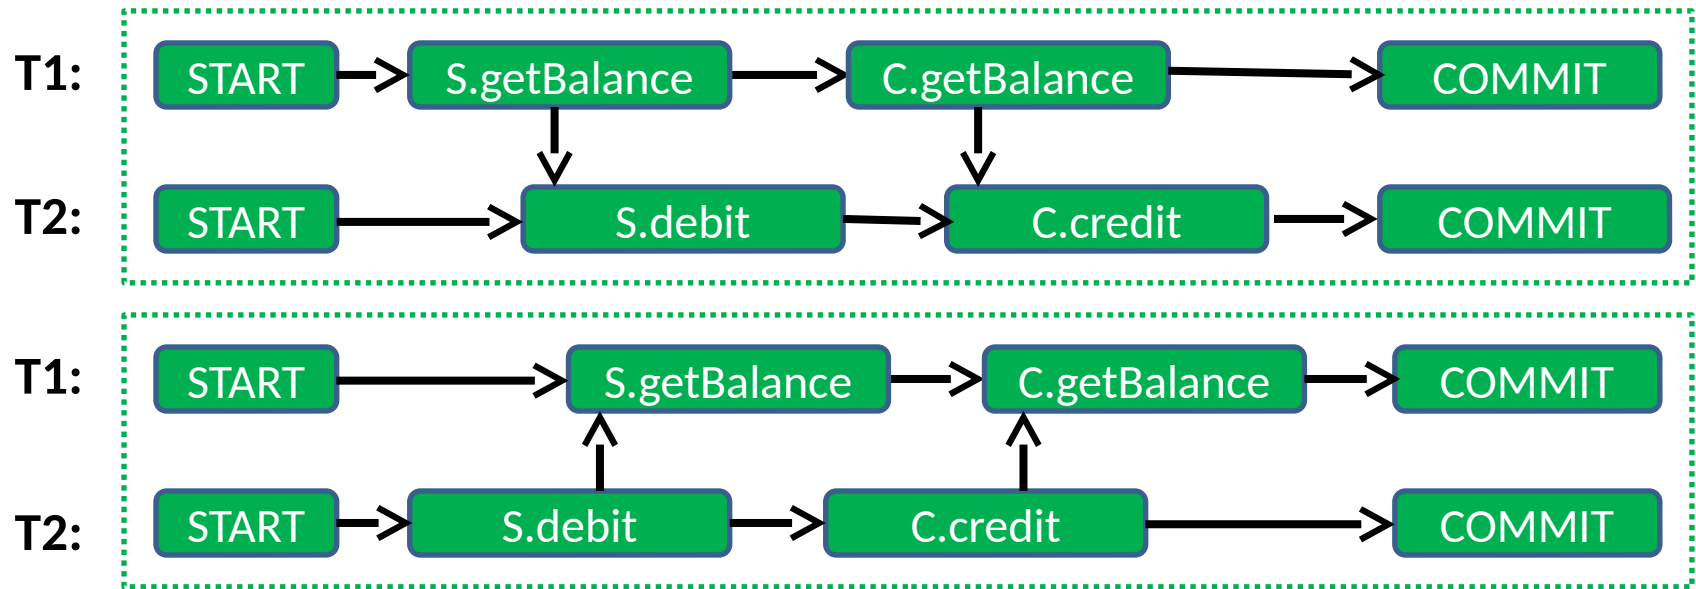 T1: START S.getBalance C.getBalance COMMIT
T2: START S.debit C.credit COMMIT
T1: START S.getBalance C.getBalance COMMIT
T2: START S.debit C.credit COMMIT